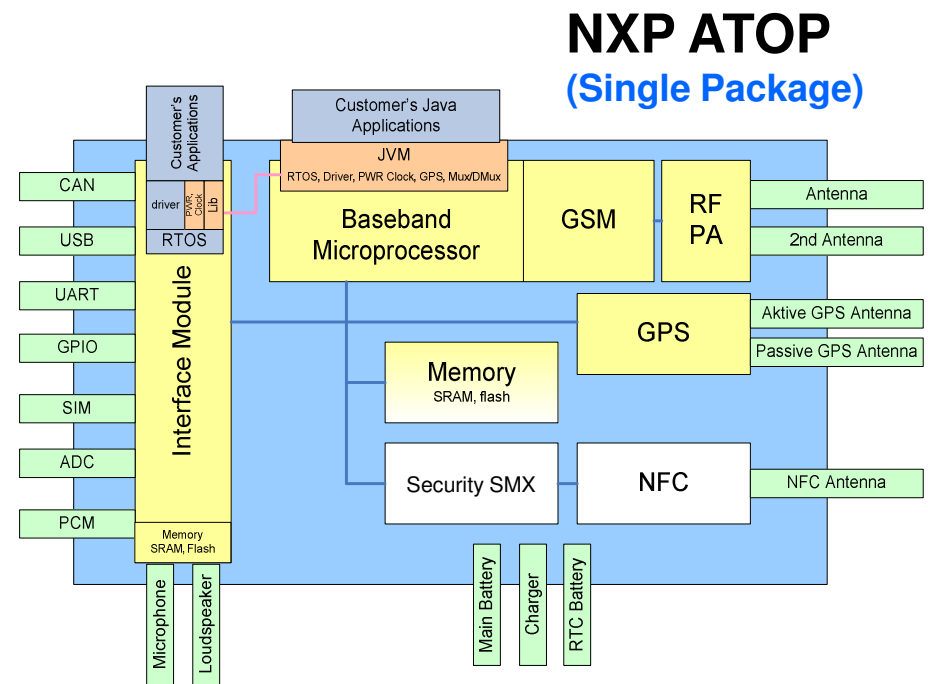 NXP ATOP
(Single Package)
Customer's
Applications
driver
PWR,
Clock
Lib
RTOS
Interface Module
Memory
SRAM, Flash
Customer's Java
Applications
JVM
RTOS, Driver, PWR Clock, GPS, Mux/DMux
Baseband
Microprocessor
GSM
RF
PA
GPS
Memory
SRAM, flash
Security SMX
NFC
CAN
USB
UART
GPIO
SIM
ADC
PCM
Antenna
2nd Antenna
Aktive GPS Antenna
Passive GPS Antenna
NFC Antenna
Microphone
Loudspeaker
Main Battery
Charger
RTC Battery